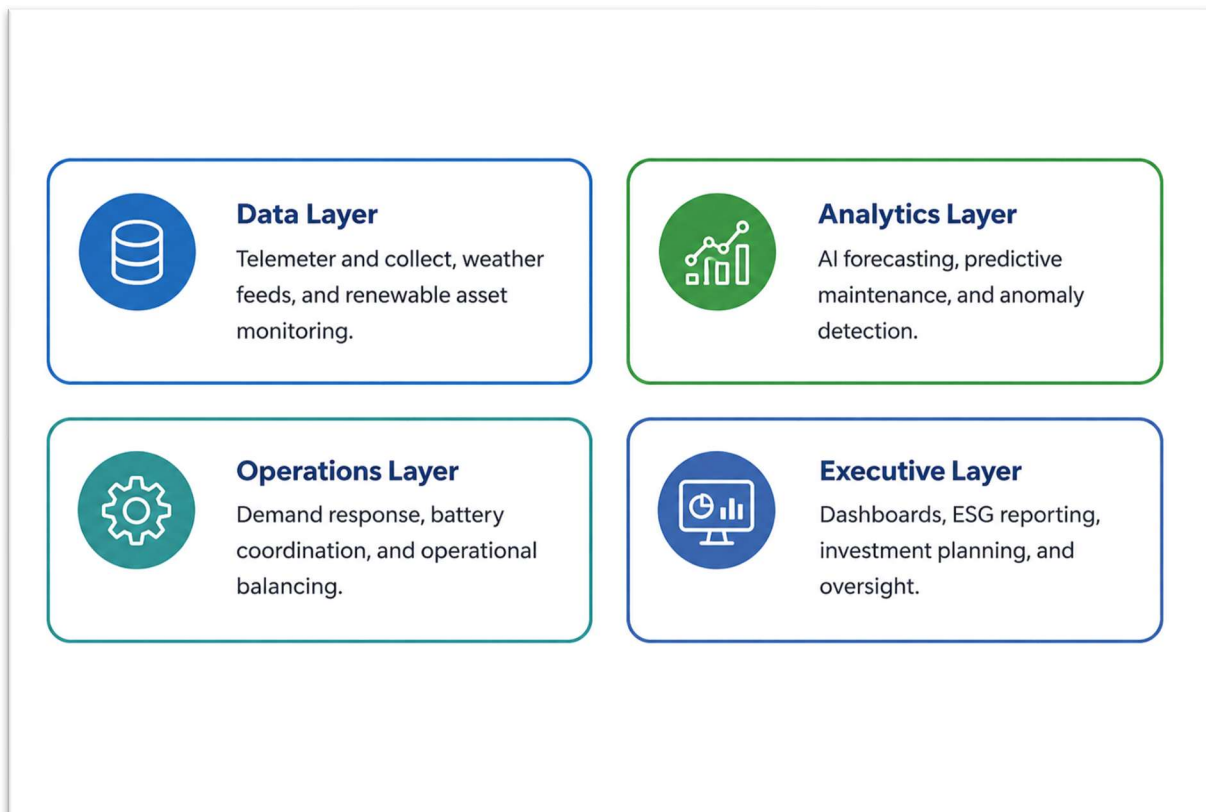 Data Layer
Telemeter and collect, weather
feeds, and renewable asset
monitoring.
Analytics Layer
AI forecasting, predictive
maintenance, and anomaly
detection.
Operations Layer
Demand response, battery
coordination, and operational
balancing.
Executive Layer
Dashboards, ESG reporting,
investment planning, and
oversight.